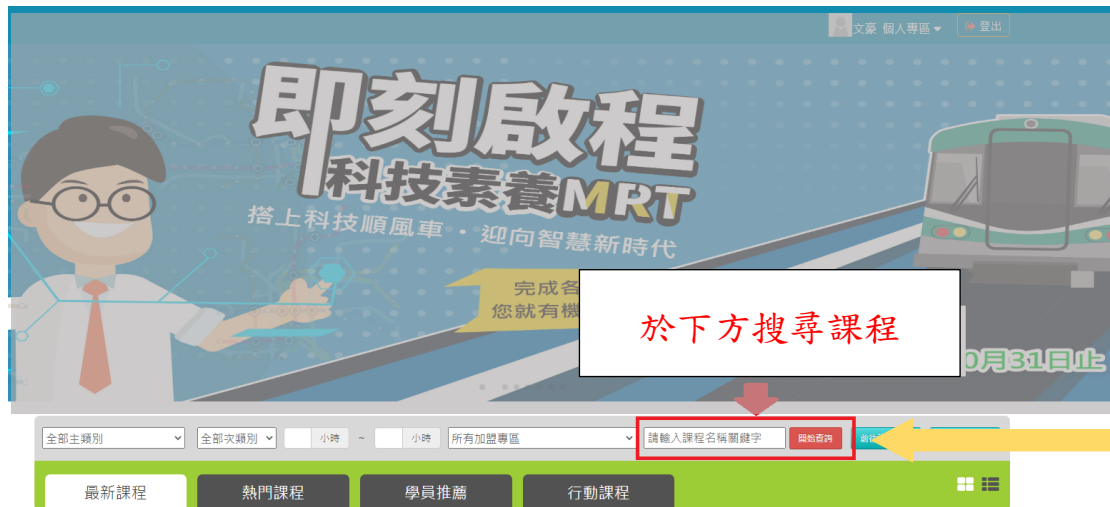 文豪 個人專區
登出
即刻啟程
科技素養MRT
搭上科技順風車・迎向智慧新時代
完成各
您就有機
於下方搜尋課程
0月31日止
全部主類別 全部次類別 小時 ~ 小時 所有加盟專區 請輸入課程名稱關鍵字 開始查詢
最新課程 熱門課程 學員推薦 行動課程